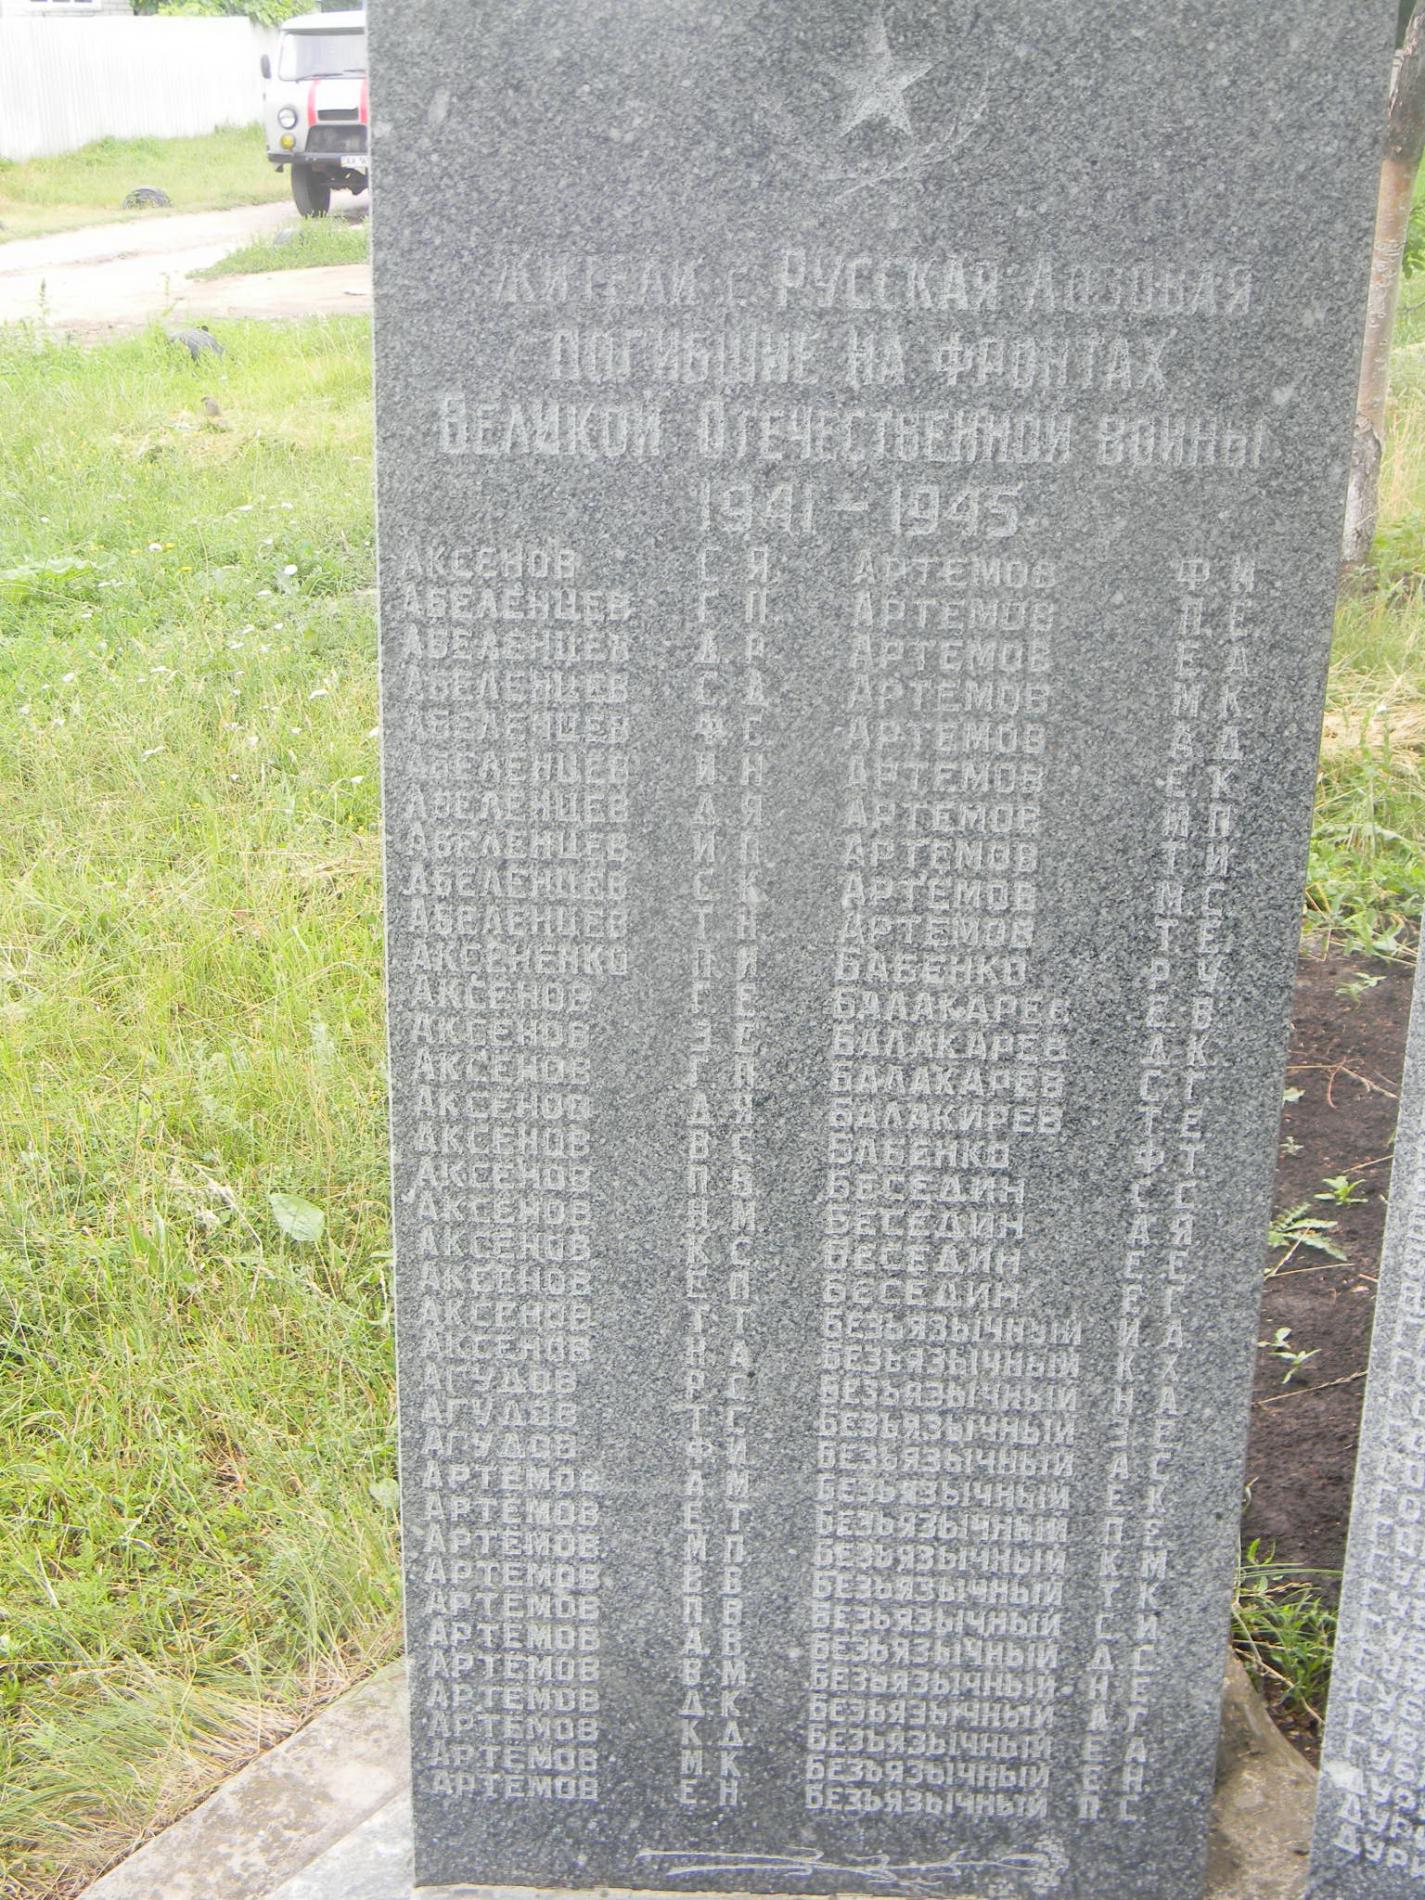 Жители с. Русская Лозовая
погибшие на фронтах
Великой Отечественной войны
1941 – 1945
АКСЕНОВ С. Я.
АБЕЛЕНЦЕВ Г. П.
АБЕЛЕНЦЕВ Д. Р
АБЕЛЕНЦЕВ С Д
АБЕЛЕНЦЕВ Ф С
АБЕЛЕНЦЕВ И. Н
АБЕЛЕНЦЕВ Д Я
АБЕЛЕНЦЕВ И. П.
АБЕЛЕНЦЕВ С К
АБЕЛЕНЦЕВ Т Н
АКСЕНЕНКО П. И
АКСЕНОВ Г Е
АКСЕНОВ Э Е
АКСЕНОВ Г П
АКСЕНОВ Д Я
АКСЕНОВ В С
АКСЕНОВ П В
АКСЕНОВ Н М
АКСЕНОВ К С
АКСЕНОВ Е П
АКСЕНОВ Т Т
АКСЕНОВ Н А
АГУДОВ Р С
АГУДОВ Т С
АГУДОВ Ф И
АРТЕМОВ А М
АРТЕМОВ Е Т
АРТЕМОВ М П
АРТЕМОВ В
АРТЕМОВ П В
АРТЕМОВ А В
АРТЕМОВ В М
АРТЕМОВ Д К
АРТЕМОВ К Д
АРТЕМОВ М К
АРТЕМОВ Е. Н.
АРТЕМОВ Ф И
АРТЕМОВ П. Е.
АРТЕМОВ Е А
АРТЕМОВ М К
АРТЕМОВ А Д
АРТЕМОВ Е К
АРТЕМОВ М П
АРТЕМОВ Т И
АРТЕМОВ М С
АРТЕМОВ Т Е
БАБЕНКО Р У
БАЛАКАРЕВ Е В
БАЛАКАРЕВ Д К
БАЛАКАРЕВ С Г
БАЛАКИРЕВ Т Е
БАБЕНКО Ф Т
БЕСЕДИН С С
БЕСЕДИН А Я
БЕСЕДИН Е Е
БЕСЕДИН Е Г
БЕЗЪЯЗЫЧНЫЙ И А
БЕЗЪЯЗЫЧНЫЙ К Х
БЕЗЪЯЗЫЧНЫЙ Н А
БЕЗЪЯЗЫЧНЫЙ З Е
БЕЗЪЯЗЫЧНЫЙ А С
БЕЗЪЯЗЫЧНЫЙ Е К
БЕЗЪЯЗЫЧНЫЙ П Е
БЕЗЪЯЗЫЧНЫЙ К М
БЕЗЪЯЗЫЧНЫЙ Т К
БЕЗЪЯЗЫЧНЫЙ С И
БЕЗЪЯЗЫЧНЫЙ Д С
БЕЗЪЯЗЫЧНЫЙ Н Е
БЕЗЪЯЗЫЧНЫЙ А Г
БЕЗЪЯЗЫЧНЫЙ Е А
БЕЗЪЯЗЫЧНЫЙ Е Н
БЕЗЪЯЗЫЧНЫЙ П С